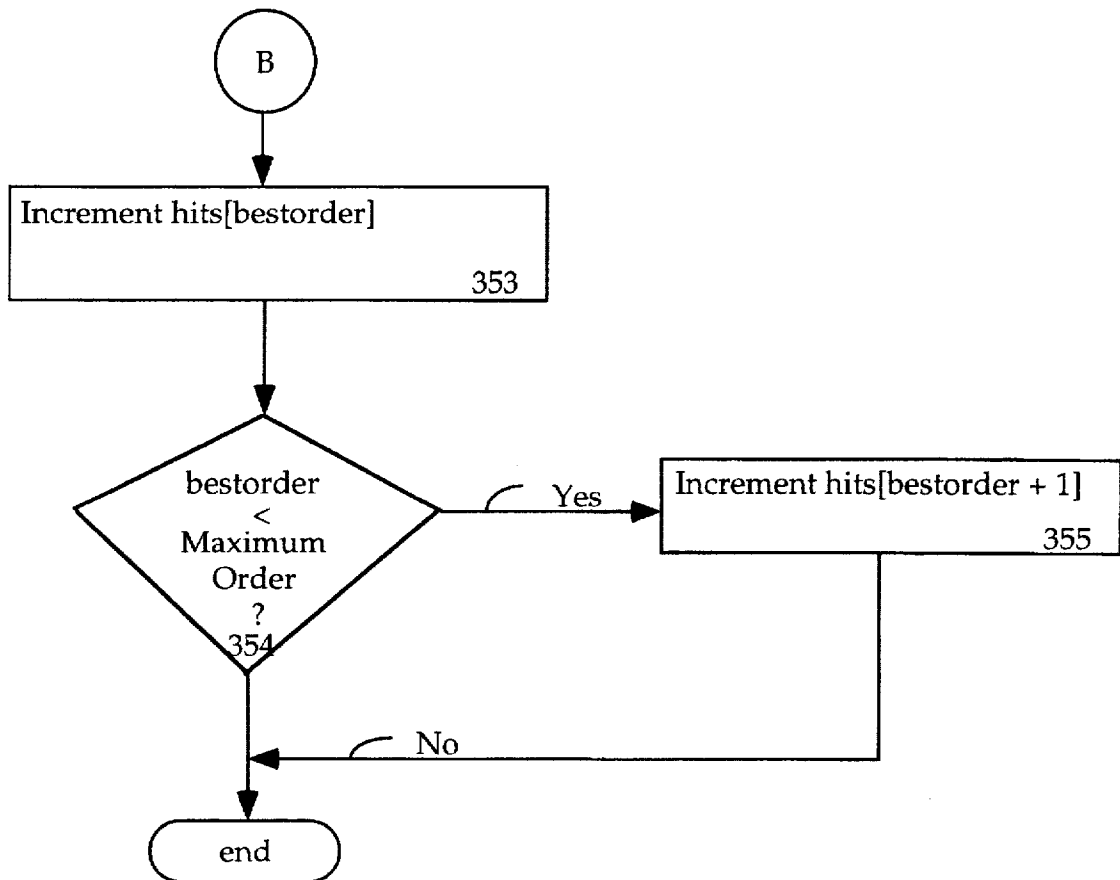 B
Increment hits[bestorder]
353
bestorder
<
Maximum
Order
?
354
Yes
Increment hits[bestorder + 1]
355
No
end